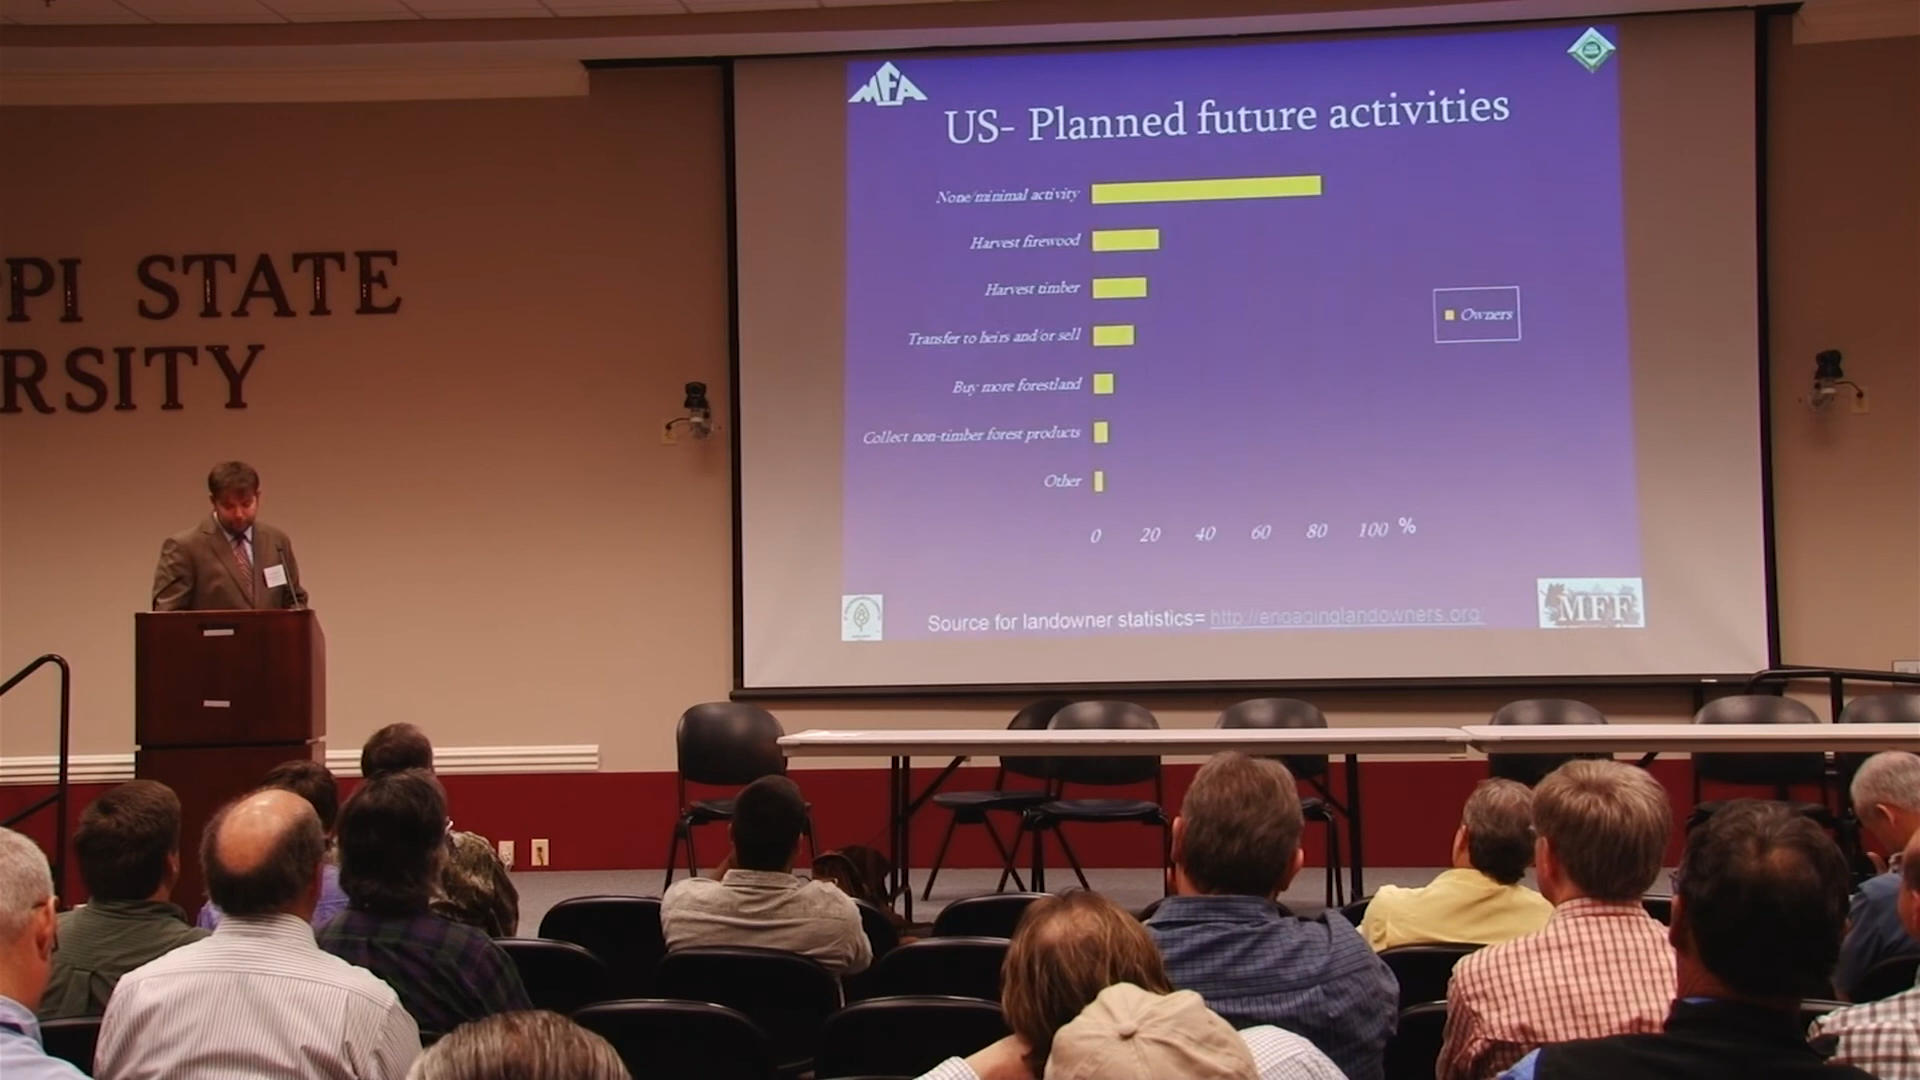 PPI STATE
RSITY
MFA
US- Planned future activities
None/minimal activity
Harvest firewood
Harvest timber
Transfer to heirs and/or sell
Buy more forestland
Collect non-timber forest products
Other
0 20 40 60 80 100 %
Owners
Source for landowner statistics= http://engaginglandowners.org/
MFF